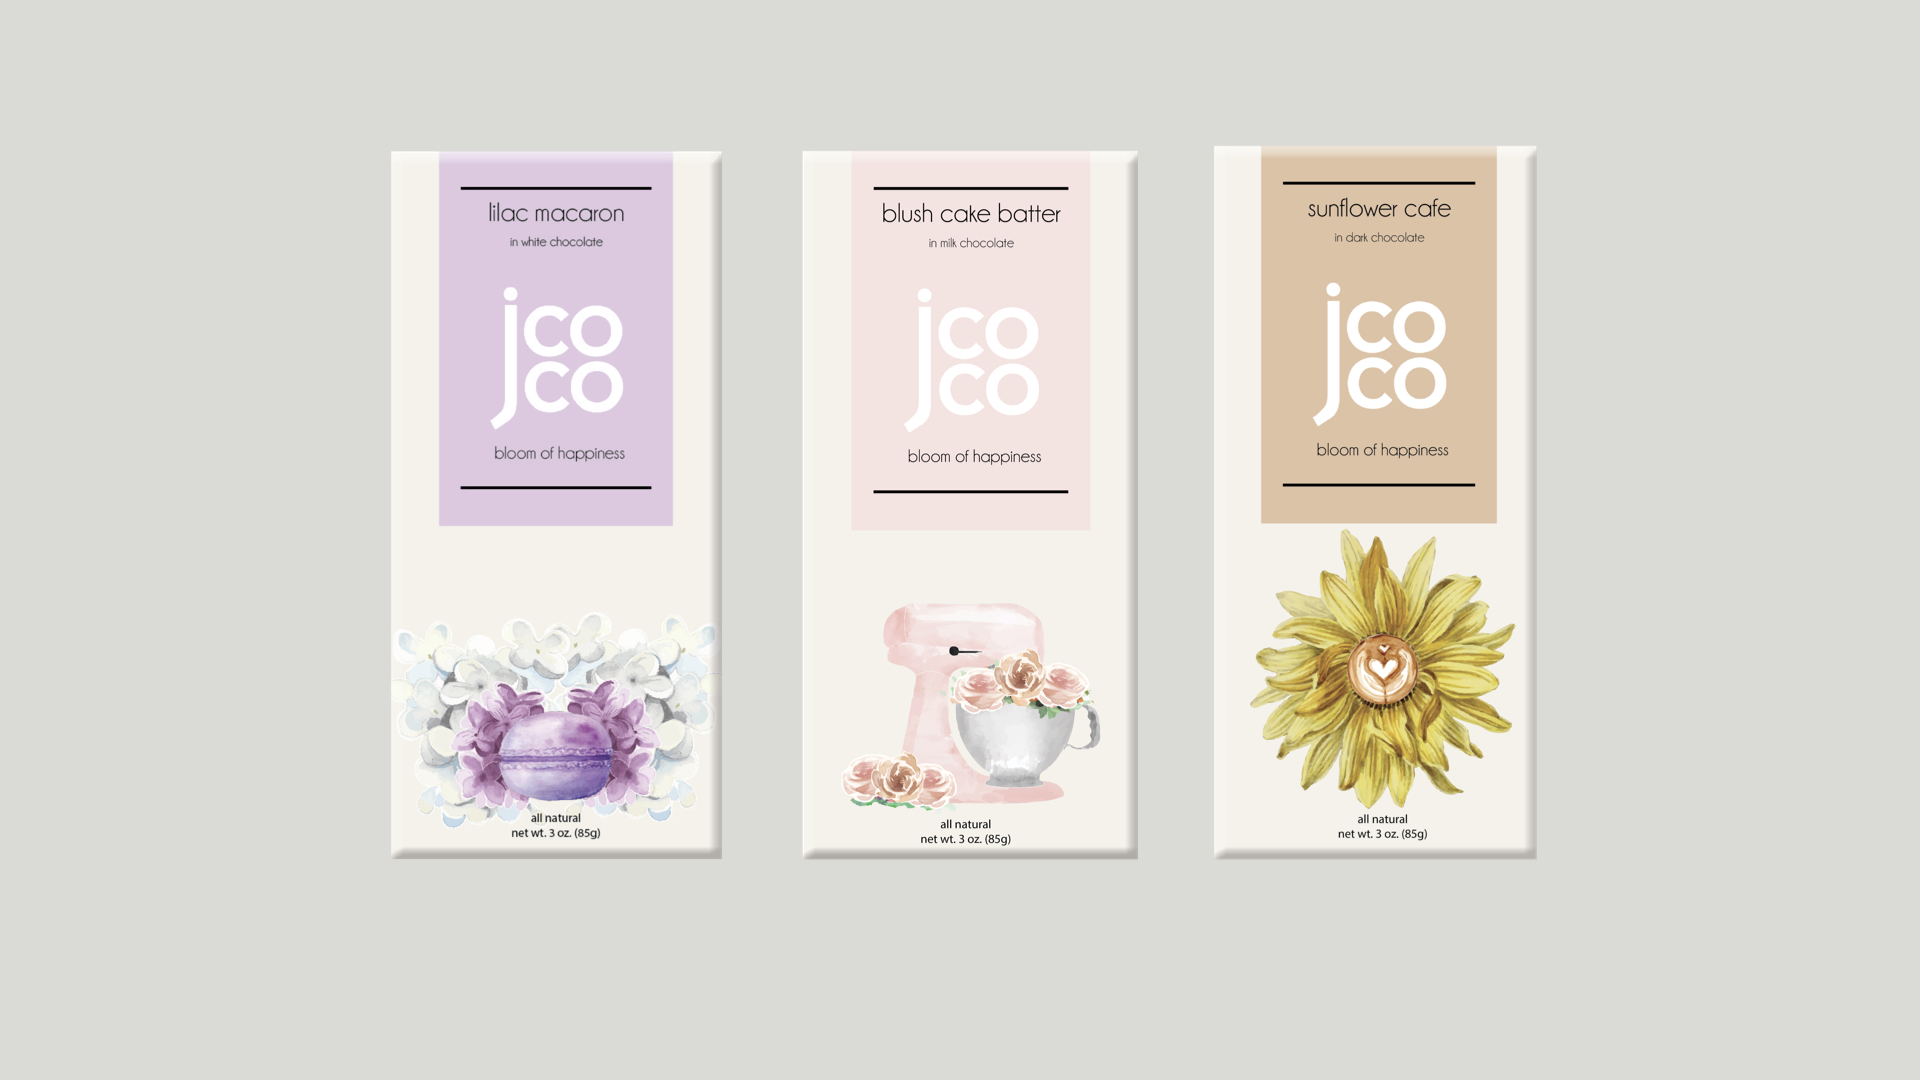 lilac macaron
in white chocolate
jco
co
bloom of happiness
all natural
net wt. 3 oz. (85g)
blush cake batter
in milk chocolate
jco
co
bloom of happiness
all natural
net wt. 3 oz. (85g)
sunflower cafe
in dark chocolate
jco
co
bloom of happiness
all natural
net wt. 3 oz. (85g)